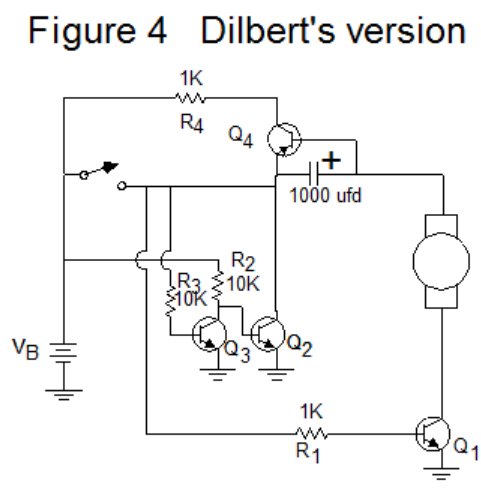 Figure 4 Dilbert's version
1K
R4
Q4
+
1000 ufd
R2
10K
R3
10K
Q3
Q2
VB
1K
R1
Q1